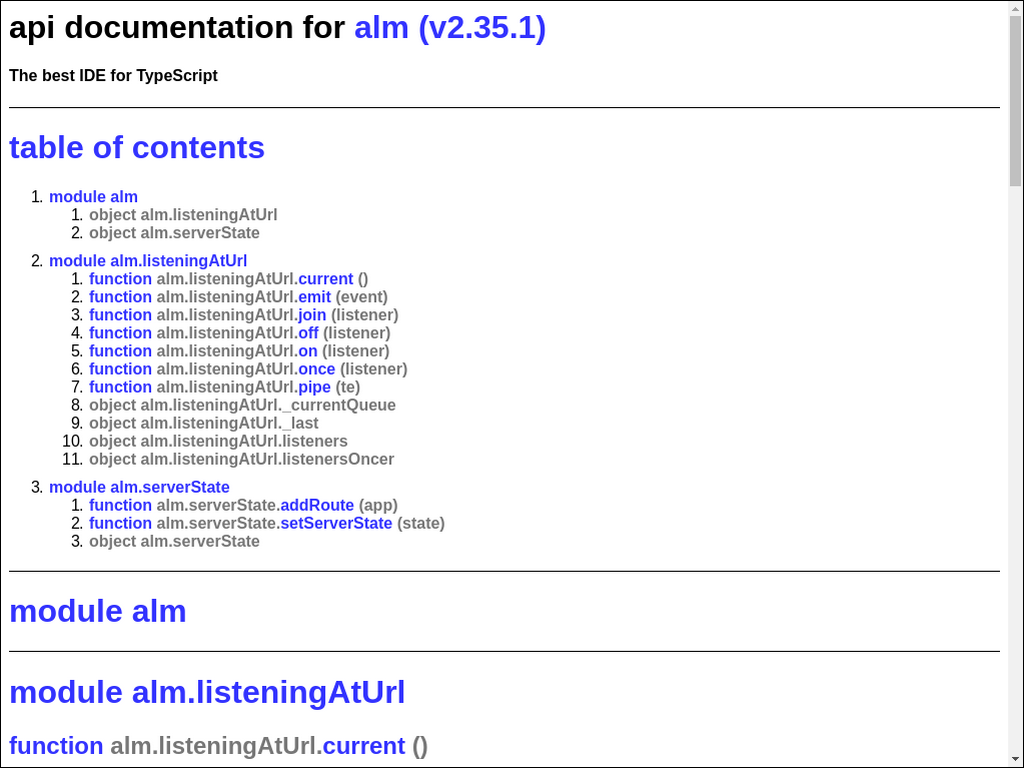 api documentation for alm (v2.35.1)
The best IDE for TypeScript
table of contents
1. module alm
1. object alm.listeningAtUrl
2. object alm.serverState
2. module alm.listeningAtUrl
1. function alm.listeningAtUrl.current ()
2. function alm.listeningAtUrl.emit (event)
3. function alm.listeningAtUrl.join (listener)
4. function alm.listeningAtUrl.off (listener)
5. function alm.listeningAtUrl.on (listener)
6. function alm.listeningAtUrl.once (listener)
7. function alm.listeningAtUrl.pipe (te)
8. object alm.listeningAtUrl._currentQueue
9. object alm.listeningAtUrl._last
10. object alm.listeningAtUrl.listeners
11. object alm.listeningAtUrl.listenersOncer
3. module alm.serverState
1. function alm.serverState.addRoute (app)
2. function alm.serverState.setServerState (state)
3. object alm.serverState
module alm
module alm.listeningAtUrl
function alm.listeningAtUrl.current ()